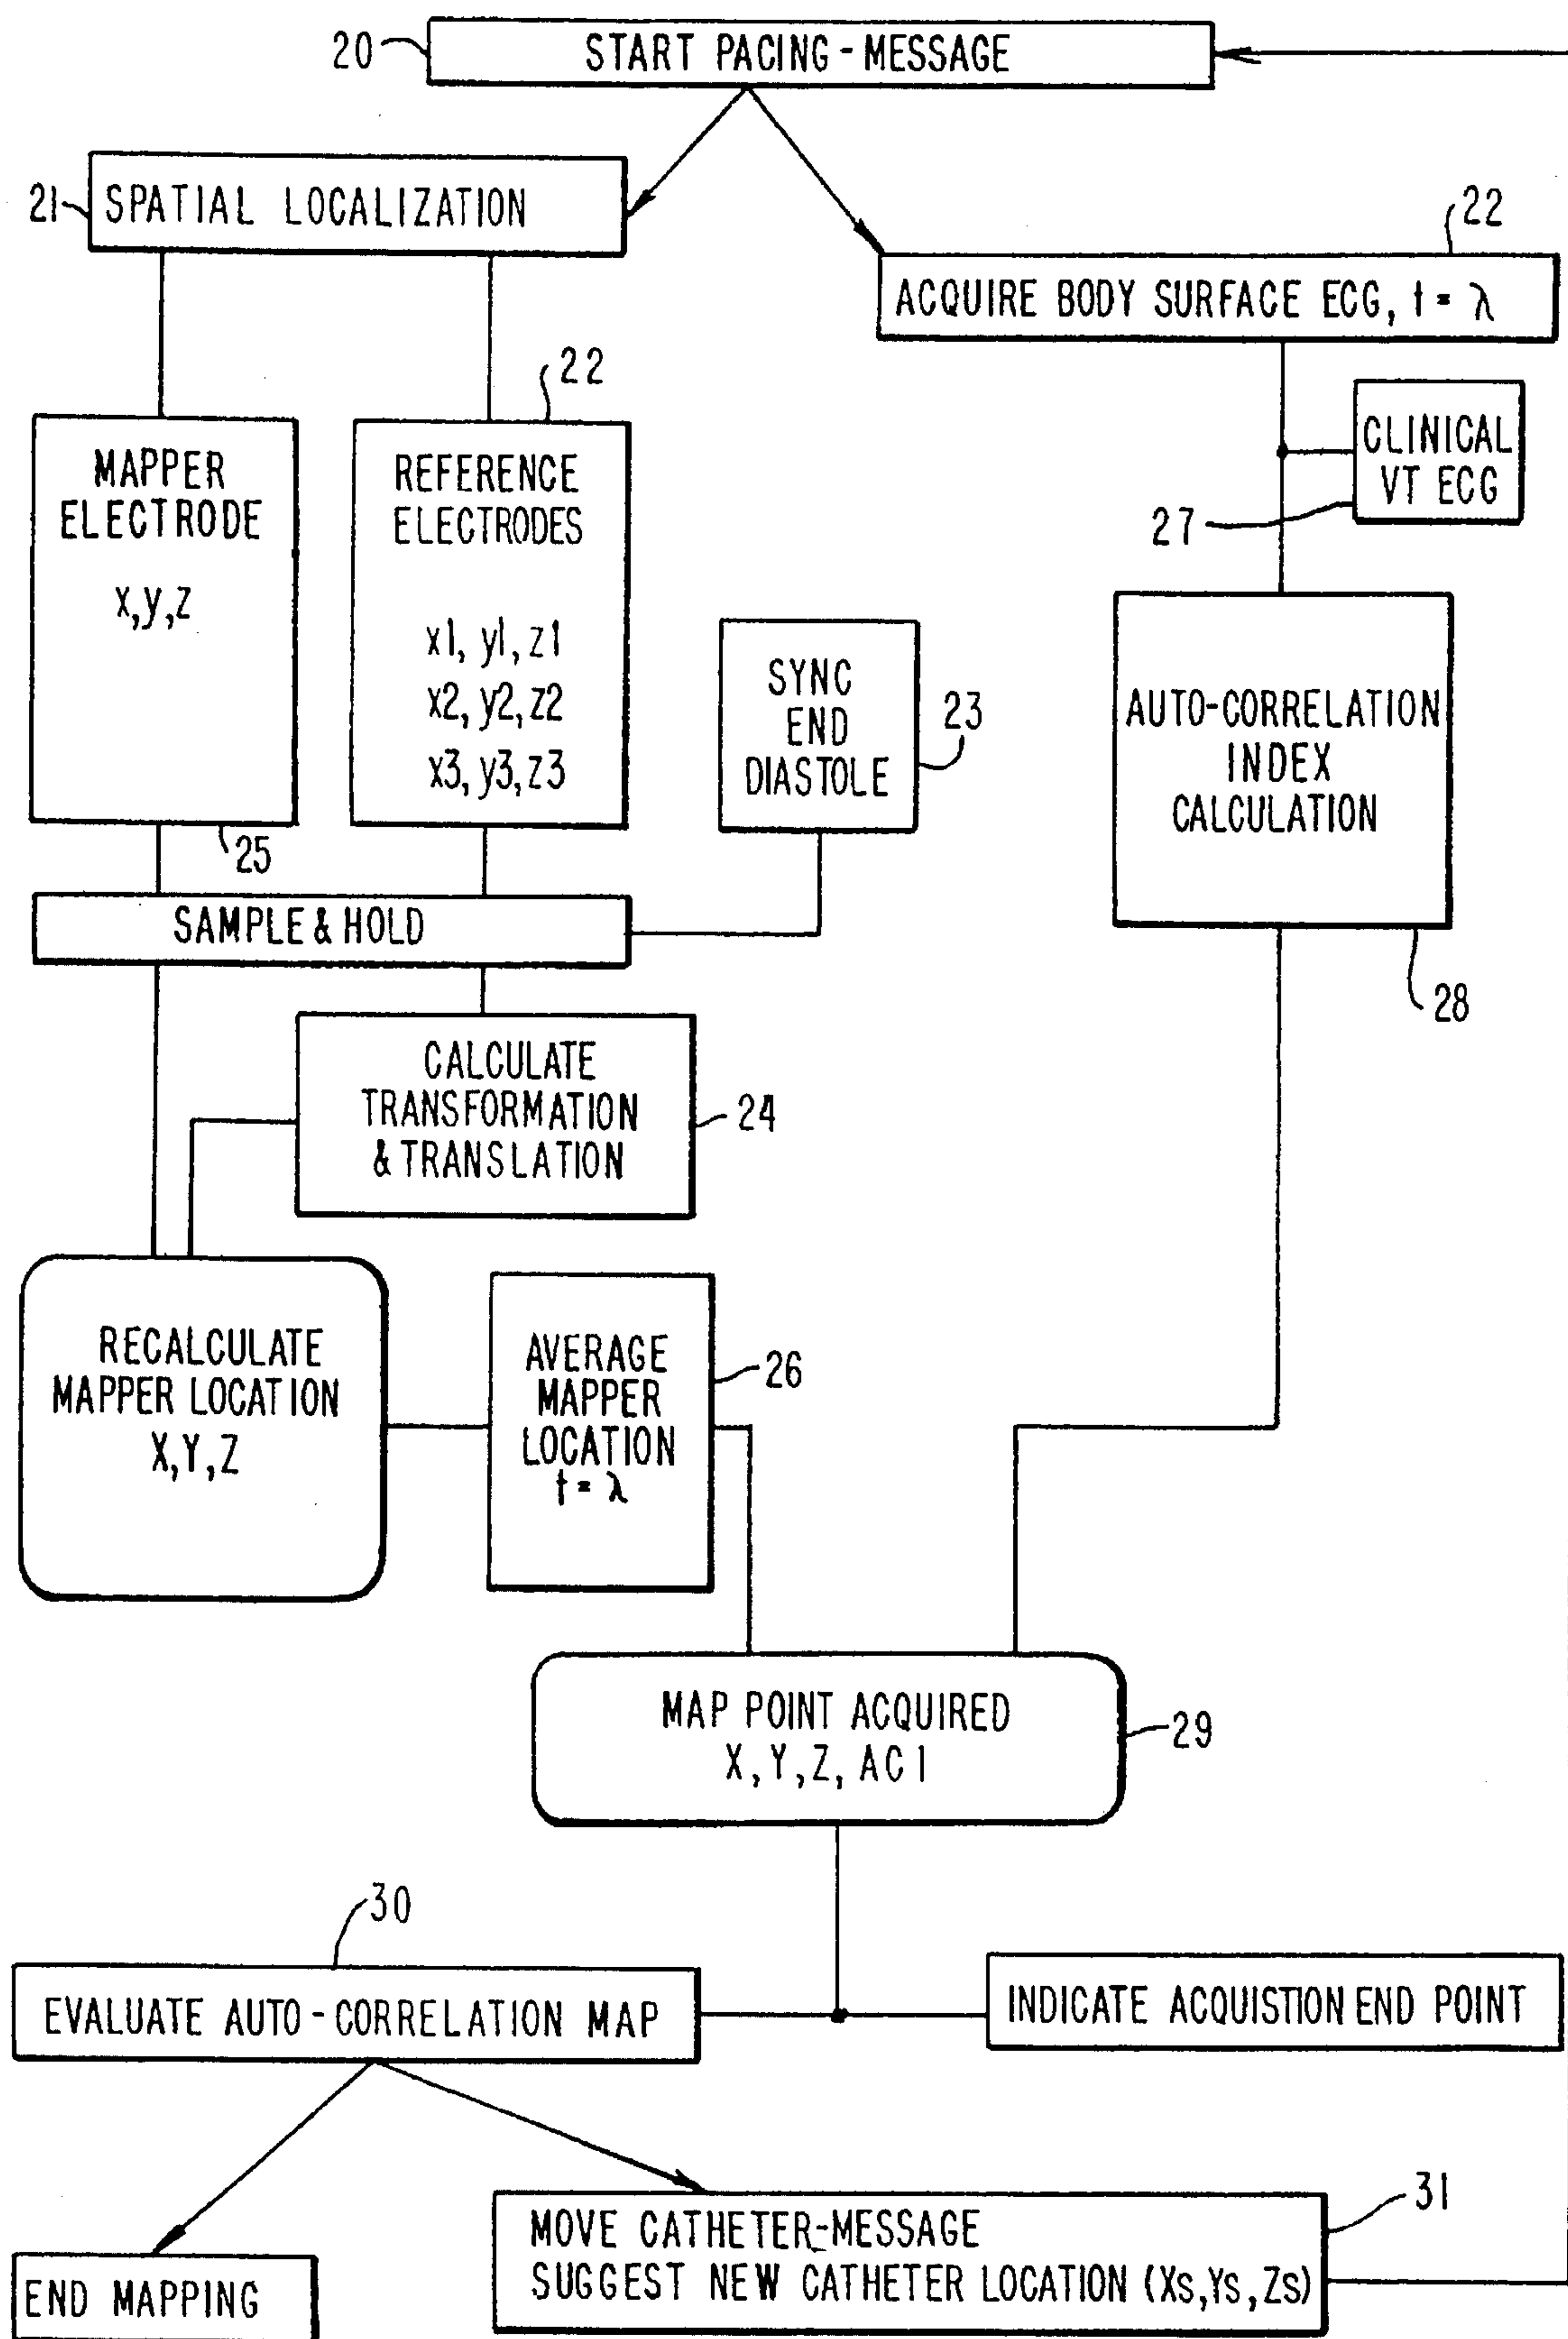 20
START PACING-MESSAGE
21
SPATIAL LOCALIZATION
22
ACQUIRE BODY SURFACE ECG, t = λ
MAPPER
ELECTRODE
x,y,z
25
22
REFERENCE
ELECTRODES
x1, y1, z1
x2, y2, z2
x3, y3, z3
SYNC
END
DIASTOLE
23
CLINICAL
VT ECG
27
AUTO-CORRELATION
INDEX
CALCULATION
28
SAMPLE & HOLD
CALCULATE
TRANSFORMATION
& TRANSLATION
24
RECALCULATE
MAPPER LOCATION
X,Y,Z
AVERAGE
MAPPER
LOCATION
t = λ
26
MAP POINT ACQUIRED
X, Y, Z, ACI
29
30
EVALUATE AUTO-CORRELATION MAP
INDICATE ACQUISTION END POINT
END MAPPING
MOVE CATHETER-MESSAGE
SUGGEST NEW CATHETER LOCATION (Xs,Ys,Zs)
31